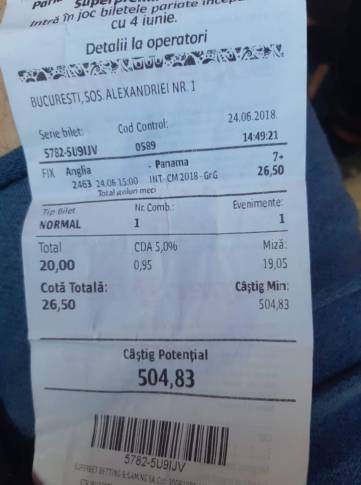 intră în joc biletele pariate începând
cu 4 iunie.
Detalii la operatori
BUCURESTI, SOS. ALEXANDRIEI NR. 1
24.06.2018
Serie bilet: Cod Control: 14:49:21
5782-5U9IJV 0589
FIX Anglia - Panama 7+
2463 24.06 15:00 INT- CM 2018 - GrG 26,50
Total goluri meci
Tip Bilet Nr. Comb.: Evenimente:
NORMAL 1 1
Total CDA 5,0% Miză:
20,00 0,95 19,05
Cotă Totală: Câștig Min:
26,50 504,83
Câștig Potențial
504,83
5782-5U9IJV
SUPERBET BETTING & GAMING SA,